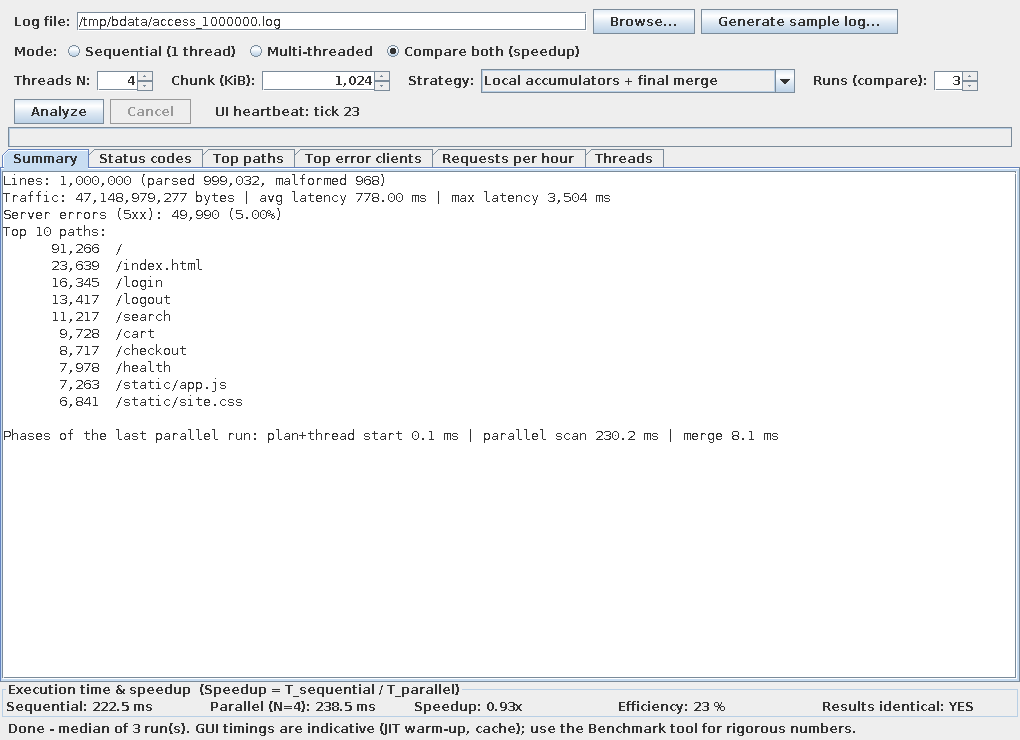 Log file: /tmp/bdata/access_1000000.log Browse... Generate sample log...
Mode: Sequential (1 thread) Multi-threaded Compare both (speedup)
Threads N: 4 Chunk (KiB): 1,024 Strategy: Local accumulators + final merge Runs (compare): 3
Analyze Cancel UI heartbeat: tick 23
Summary Status codes Top paths Top error clients Requests per hour Threads
Lines: 1,000,000 (parsed 999,032, malformed 968)
Traffic: 47,148,979,277 bytes | avg latency 778.00 ms | max latency 3,504 ms
Server errors (5xx): 49,990 (5.00%)
Top 10 paths:
91,266 /
23,639 /index.html
16,345 /login
13,417 /logout
11,217 /search
9,728 /cart
8,717 /checkout
7,978 /health
7,263 /static/app.js
6,841 /static/site.css
Phases of the last parallel run: plan+thread start 0.1 ms | parallel scan 230.2 ms | merge 8.1 ms
Execution time & speedup (Speedup = T_sequential / T_parallel)
Sequential: 222.5 ms Parallel (N=4): 238.5 ms Speedup: 0.93x Efficiency: 23 % Results identical: YES
Done - median of 3 run(s). GUI timings are indicative (JIT warm-up, cache); use the Benchmark tool for rigorous numbers.